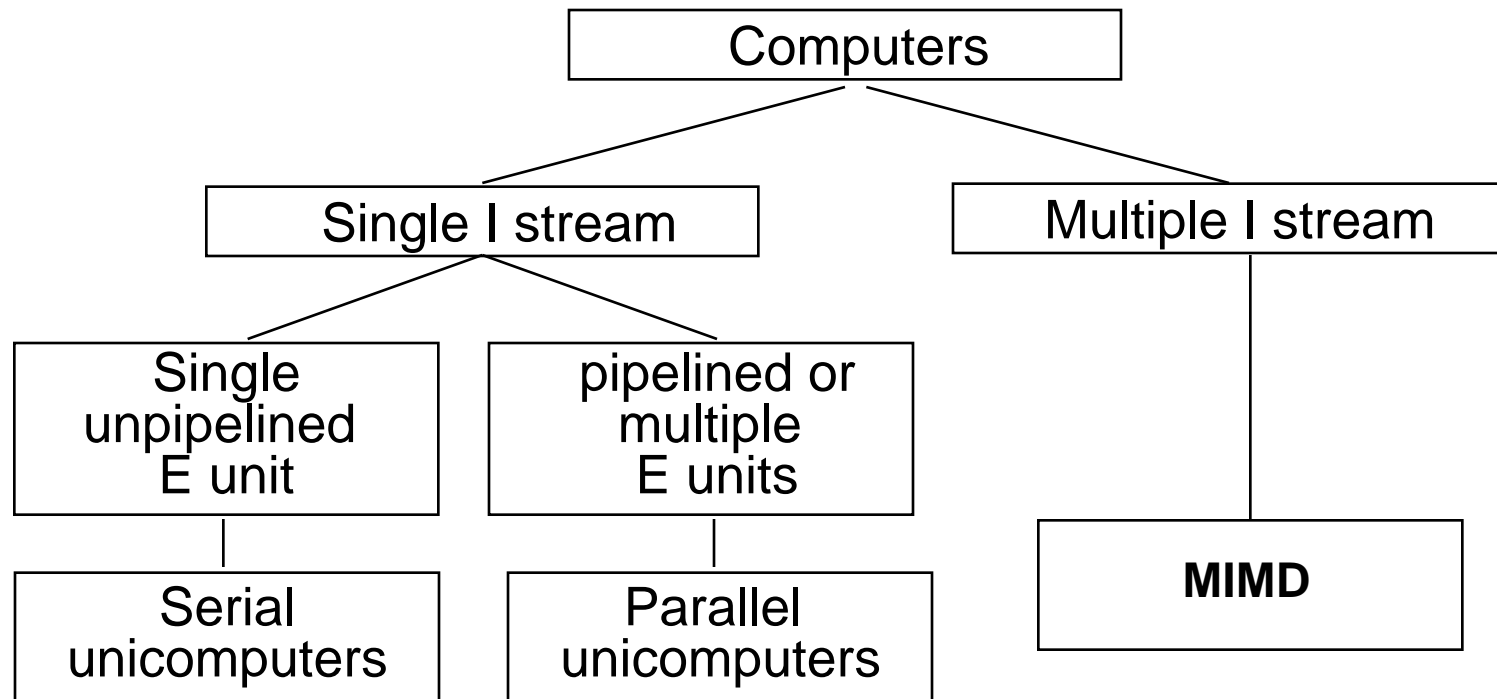 Computers
Single I stream
Multiple I stream
Single
unpipelined
E unit
pipelined or
multiple
E units
MIMD
Serial
unicomputers
Parallel
unicomputers